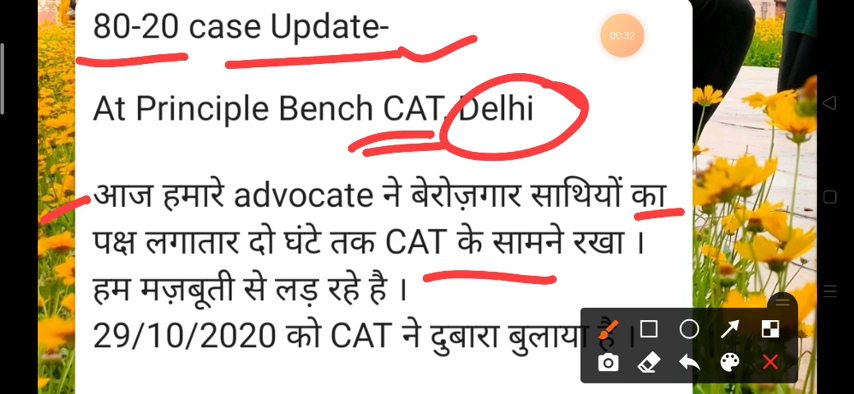 80-20 case Update-
00:32
At Principle Bench CAT, Delhi
आज हमारे advocate ने बेरोज़गार साथियों का
पक्ष लगातार दो घंटे तक CAT के सामने रखा ।
हम मज़बूती से लड़ रहे है ।
29/10/2020 को CAT ने दुबारा बुलाया है ।